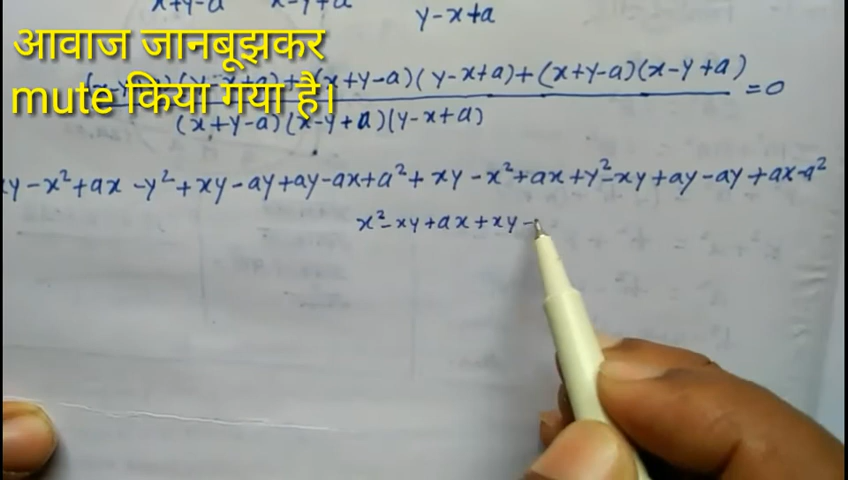 x+y-a x-y+a y-x+a
आवाज जानबूझकर
mute किया गया है।
(y-x+a) + (x+y-a)(y-x+a)+(x+y-a)(x-y+a) =0
(x+y-a)(x-y+a)(y-x+a)
xy-x²+ax-y²+xy-ay+ay-ax+a²+xy-x²+ax+y²-xy+ay-ay+ax-a²
x²-xy+ax+xy-